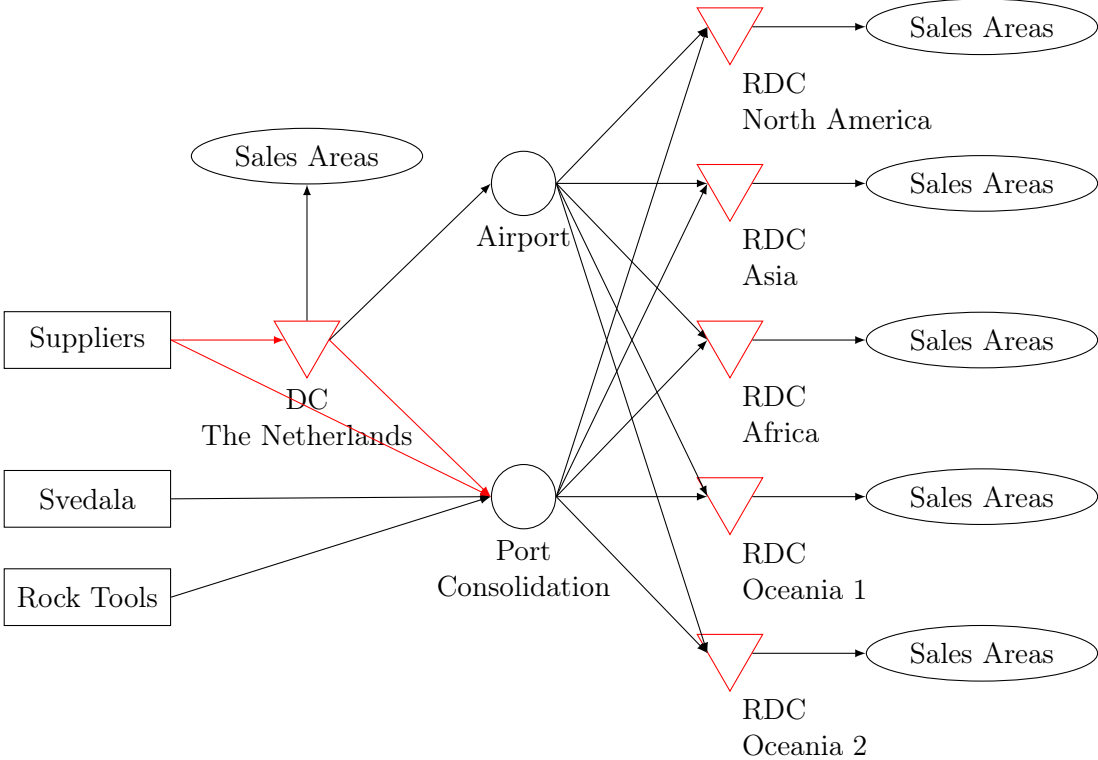 Sales Areas
RDC
North America
Sales Areas
Airport
Sales Areas
RDC
Asia
Suppliers
DC
The Netherlands
Sales Areas
RDC
Africa
Svedala
Port
Consolidation
Sales Areas
RDC
Oceania 1
Rock Tools
Sales Areas
RDC
Oceania 2